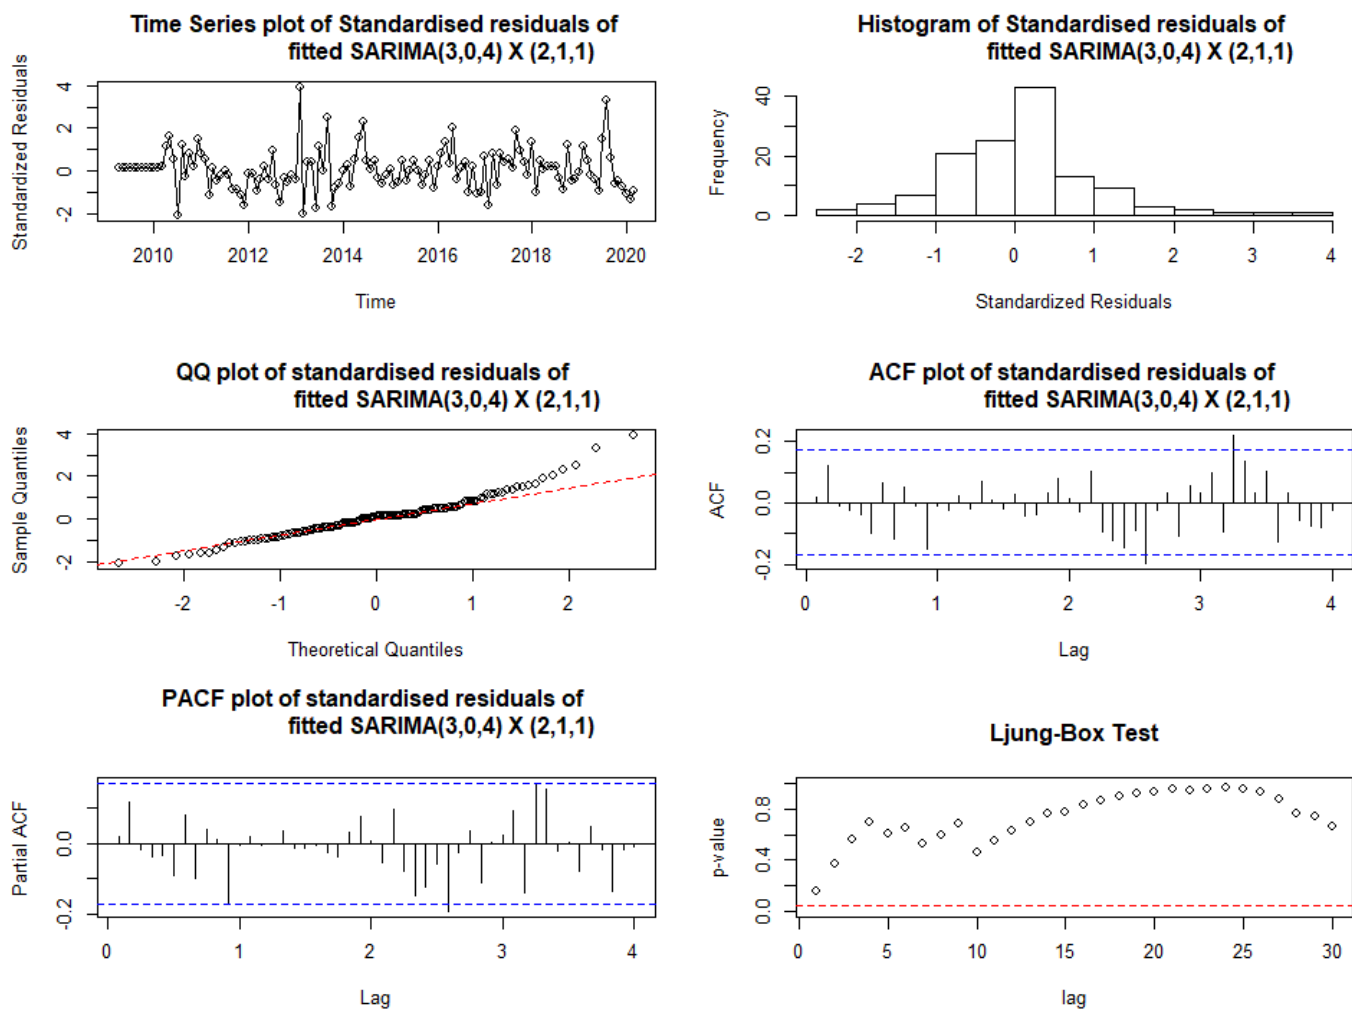 Time Series plot of Standardised residuals of
fitted SARIMA(3,0,4) X (2,1,1)
Standardized Residuals
4
2
0
-2
2010 2012 2014 2016 2018 2020
Time
Histogram of Standardised residuals of
fitted SARIMA(3,0,4) X (2,1,1)
Frequency
40
20
0
-2 -1 0 1 2 3 4
Standardized Residuals
QQ plot of standardised residuals of
fitted SARIMA(3,0,4) X (2,1,1)
Sample Quantiles
4
2
0
-2
-2 -1 0 1 2
Theoretical Quantiles
ACF plot of standardised residuals of
fitted SARIMA(3,0,4) X (2,1,1)
ACF
0.2
0.0
-0.2
0 1 2 3 4
Lag
PACF plot of standardised residuals of
fitted SARIMA(3,0,4) X (2,1,1)
Partial ACF
0.0
-0.2
0 1 2 3 4
Lag
Ljung-Box Test
p-value
0.8
0.4
0.0
0 5 10 15 20 25 30
lag